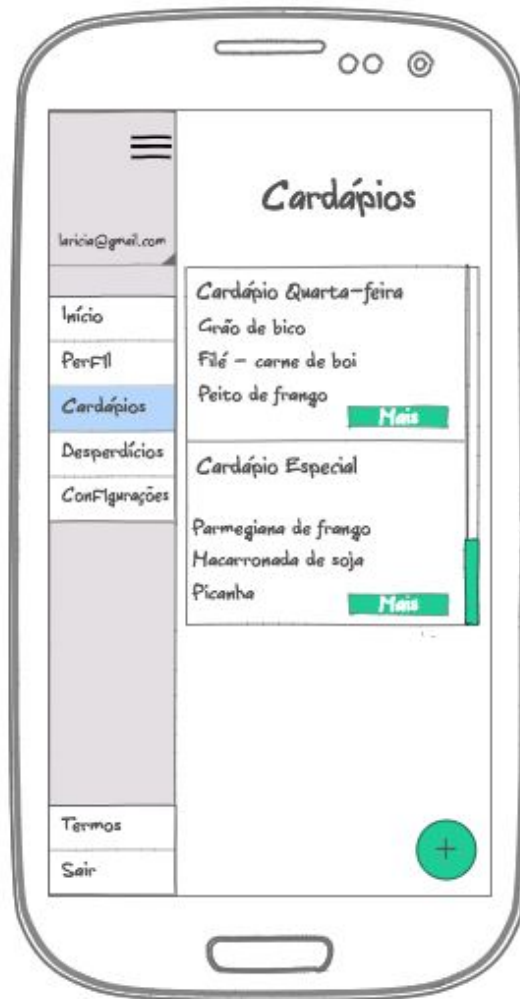 laricia@gmail.com
Início
Perfil
Cardápios
Desperdícios
Configurações
Termos
Sair
Cardápios
Cardápio Quarta-feira
Grão de bico
Filé - carne de boi
Peito de frango
Mais
Cardápio Especial
Parmegiana de frango
Macarronada de soja
Picanha
Mais
+